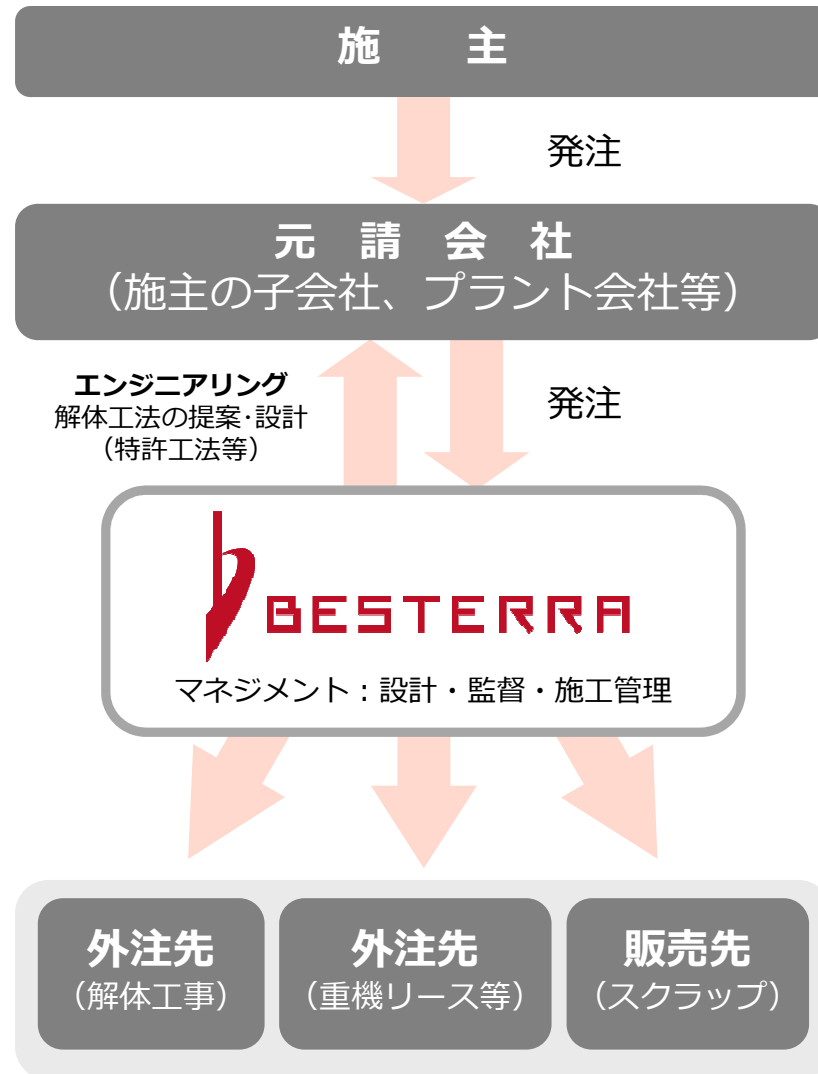 施　主
発注
元 請 会 社
（施主の子会社、プラント会社等）
エンジニアリング
解体工法の提案･設計
（特許工法等）
発注
BESTERRA
マネジメント：設計・監督・施工管理
外注先
（解体工事）
外注先
（重機リース等）
販売先
（スクラップ）